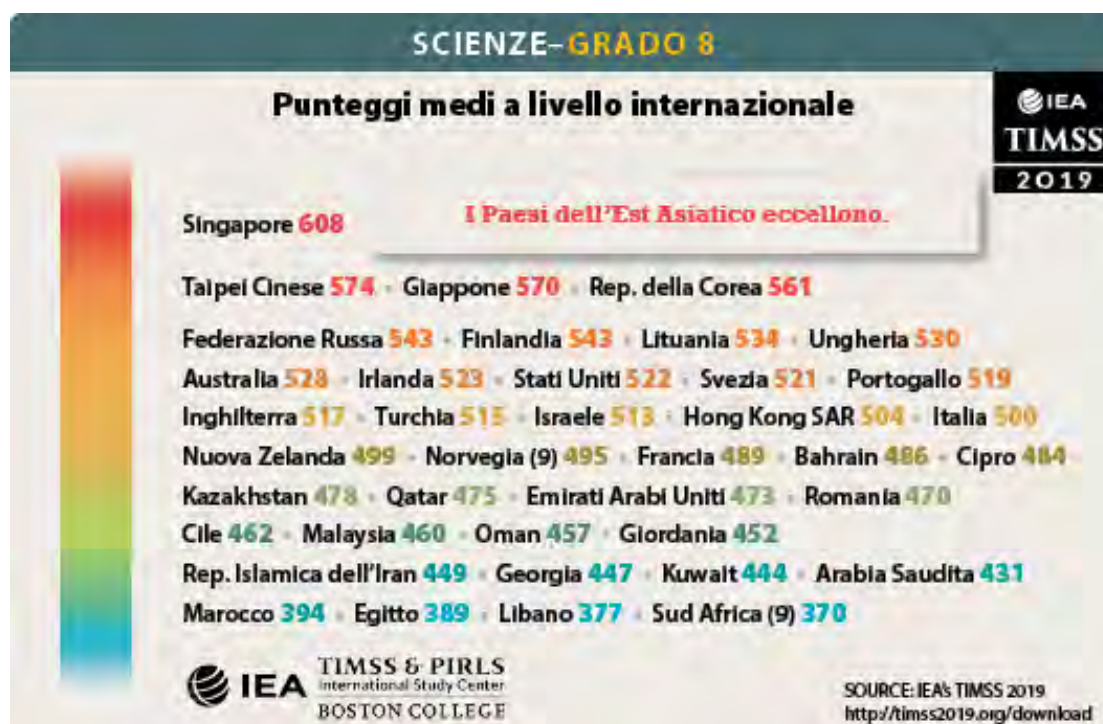 SCIENZE–GRADO 8
Punteggi medi a livello internazionale
IEA
TIMSS
2019
Singapore 608
I Paesi dell'Est Asiatico eccellono.
Taipei Cinese 574 • Giappone 570 • Rep. della Corea 561
Federazione Russa 543 • Finlandia 543 • Lituania 534 • Ungheria 530
Australia 528 • Irlanda 523 • Stati Uniti 522 • Svezia 521 • Portogallo 519
Inghilterra 517 • Turchia 515 • Israele 513 • Hong Kong SAR 504 • Italia 500
Nuova Zelanda 499 • Norvegia (9) 495 • Francia 489 • Bahrain 486 • Cipro 484
Kazakhstan 478 • Qatar 475 • Emirati Arabi Uniti 473 • Romania 470
Cile 462 • Malaysia 460 • Oman 457 • Giordania 452
Rep. Islamica dell'Iran 449 • Georgia 447 • Kuwait 444 • Arabia Saudita 431
Marocco 394 • Egitto 389 • Libano 377 • Sud Africa (9) 370
IEA
TIMSS & PIRLS
International Study Center
BOSTON COLLEGE
SOURCE: IEA's TIMSS 2019
http://timss2019.org/download